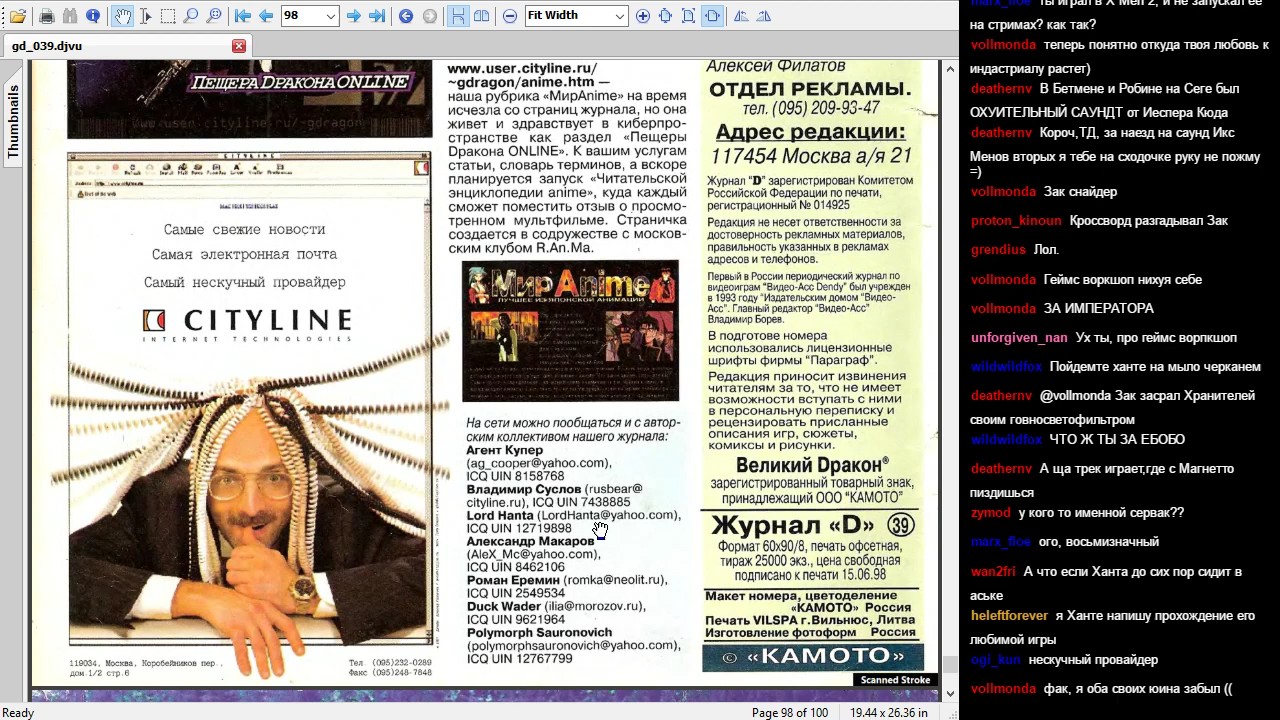 98
Fit Width
gd_039.djvu
Thumbnails
ПЕЩЕРА DРАКОНА ONLINE
www.user.cityline.ru/~gdragon
CITYLINE
Самые свежие новости
Самая электронная почта
Самый нескучный провайдер
CITYLINE
INTERNET TECHNOLOGIES
119034, Москва, Коробейников пер.,
дом.1/2 стр.6
Тел. (095)232-0289
Факс (095)248-7848
www.user.cityline.ru/
~gdragon/anime.htm —
наша рубрика «МирAnime» на время
исчезла со страниц журнала, но она
живет и здравствует в киберпро-
странстве как раздел «Пещеры
Dракона ONLINE». К вашим услугам
статьи, словарь терминов, а вскоре
планируется запуск «Читательской
энциклопедии anime», куда каждый
сможет поместить отзыв о просмо-
тренном мультфильме. Страничка
создается в содружестве с москов-
ским клубом R.An.Ma.
Мир Anime
ЛУЧШЕЕ ИЗ ЯПОНСКОЙ АНИМАЦИИ
На сети можно пообщаться и с автор-
ским коллективом нашего журнала:
Агент Купер
(ag_cooper@yahoo.com),
ICQ UIN 8158768
Владимир Суслов (rusbear@
cityline.ru), ICQ UIN 7438885
Lord Hanta (LordHanta@yahoo.com),
ICQ UIN 12719898
Александр Макаров
(AleX_Mc@yahoo.com),
ICQ UIN 8462106
Роман Еремин (romka@neolit.ru),
ICQ UIN 2549534
Duck Wader (ilia@morozov.ru),
ICQ UIN 9621964
Polymorph Sauronovich
(polymorphsauronovich@yahoo.com),
ICQ UIN 12767799
Алексей Филатов
ОТДЕЛ РЕКЛАМЫ.
тел. (095) 209-93-47
Адрес редакции:
117454 Москва а/я 21
Журнал "D" зарегистрирован Комитетом
Российской Федерации по печати,
регистрационный № 014925
Редакция не несет ответственности за
достоверность рекламных материалов,
правильность указанных в рекламах
адресов и телефонов.
Первый в России периодический журнал по
видеоиграм "Видео-Асс Dendy" был учрежден
в 1993 году "Издательским домом "Видео-
Асс". Главный редактор "Видео-Асс"
Владимир Борев.
В подготовке номера
использовались лицензионные
шрифты фирмы "Параграф".
Редакция приносит извинения
читателям за то, что не имеет
возможности вступать с ними
в персональную переписку и
рецензировать присланные
описания игр, сюжеты,
комиксы и рисунки.
Великий Dракон®
зарегистрированный товарный знак,
принадлежащий ООО "КАМОТО"
Журнал «D» 39
Формат 60x90/8, печать офсетная,
тираж 25000 экз., цена свободная
подписано к печати 15.06.98
Макет номера, цветоделение
«КАМОТО» Россия
Печать VILSPA г.Вильнюс, Литва
Изготовление фотоформ Россия
© «КАМОТО»
Scanned Stroke
Ready
Page 98 of 100
19.44 x 26.36 in
marx_floe ты играл в X Men 2, и не запускал её
на стримах? как так?
vollmonda теперь понятно откуда твоя любовь к
индастриалу растет)
deathernv В Бетмене и Робине на Сеге был
ОХУИТЕЛЬНЫЙ САУНДТ от Иеспера Кюда
deathernv Короч,ТД, за наезд на саунд Икс
Менов вторых я тебе на сходочке руку не пожму
=)
vollmonda Зак снайдер
proton_kinoun Кроссворд разгадывал Зак
grendius Лол.
vollmonda Геймс воркшоп нихуя себе
vollmonda ЗА ИМПЕРАТОРА
unforgiven_nan Ух ты, про геймс ворпкшоп
wildwildfox Пойдемте ханте на мыло черканем
deathernv @vollmonda Зак засрал Хранителей
своим говносветофильтром
wildwildfox ЧТО Ж ТЫ ЗА ЕБОБО
deathernv А ща трек играет,где с Магнетто
пиздишься
zymod у кого то именной сервак??
marx_floe ого, восьмизначный
wan2fri А что если Ханта до сих пор сидит в
аське
heleftforever я Ханте напишу прохождение его
любимой игры
ogi_kun нескучный провайдер
vollmonda фак, я оба своих юина забыл ((